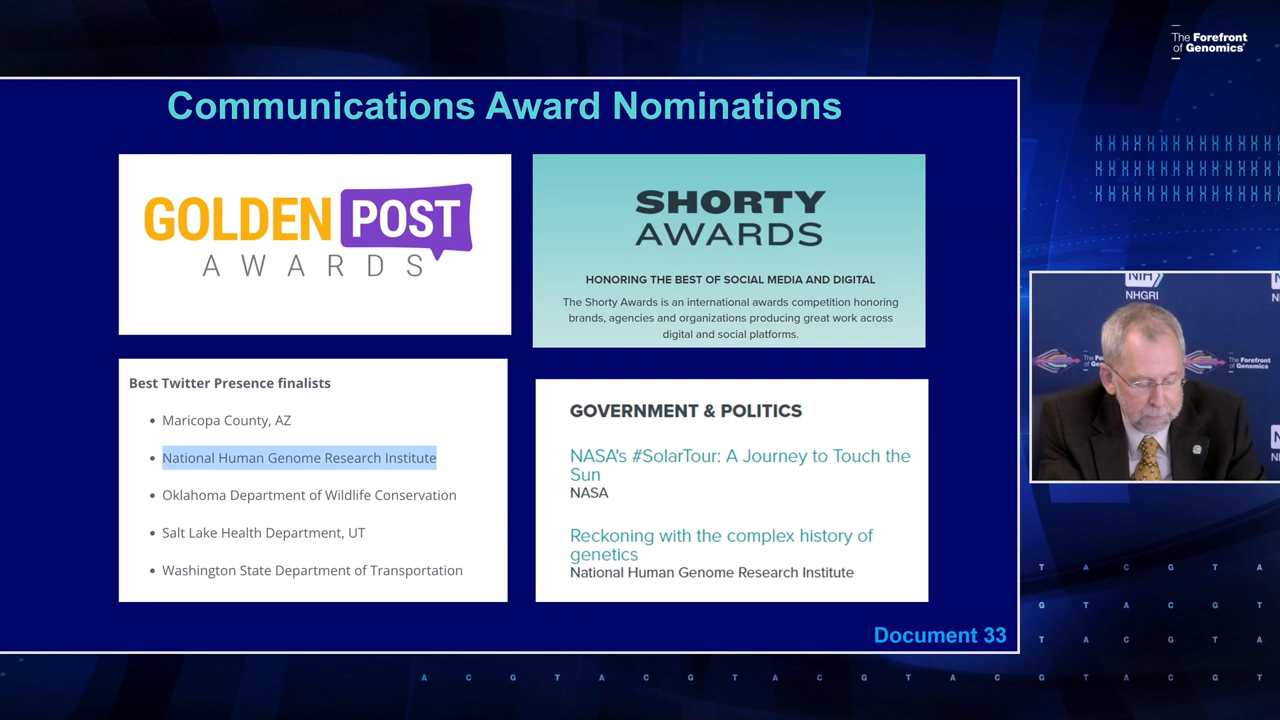 The Forefront
of Genomics®
Communications Award Nominations
GOLDEN POST
AWARDS
SHORTY
AWARDS
HONORING THE BEST OF SOCIAL MEDIA AND DIGITAL
The Shorty Awards is an international awards competition honoring
brands, agencies and organizations producing great work across
digital and social platforms.
Best Twitter Presence finalists
• Maricopa County, AZ
• National Human Genome Research Institute
• Oklahoma Department of Wildlife Conservation
• Salt Lake Health Department, UT
• Washington State Department of Transportation
GOVERNMENT & POLITICS
NASA's #SolarTour: A Journey to Touch the
Sun
NASA
Reckoning with the complex history of
genetics
National Human Genome Research Institute
Document 33
NIH
NHGRI
The Forefront
of Genomics
T A C G T A
G T A C G T
T A C G T A
A C G T A C G T A C G T A C G T A C G T